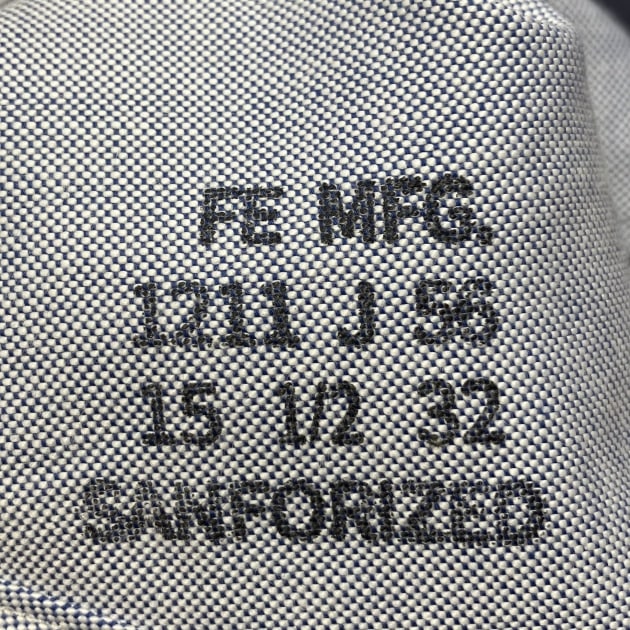 FE MFG.
1211 J 56
15 1/2 32
SANFORIZED